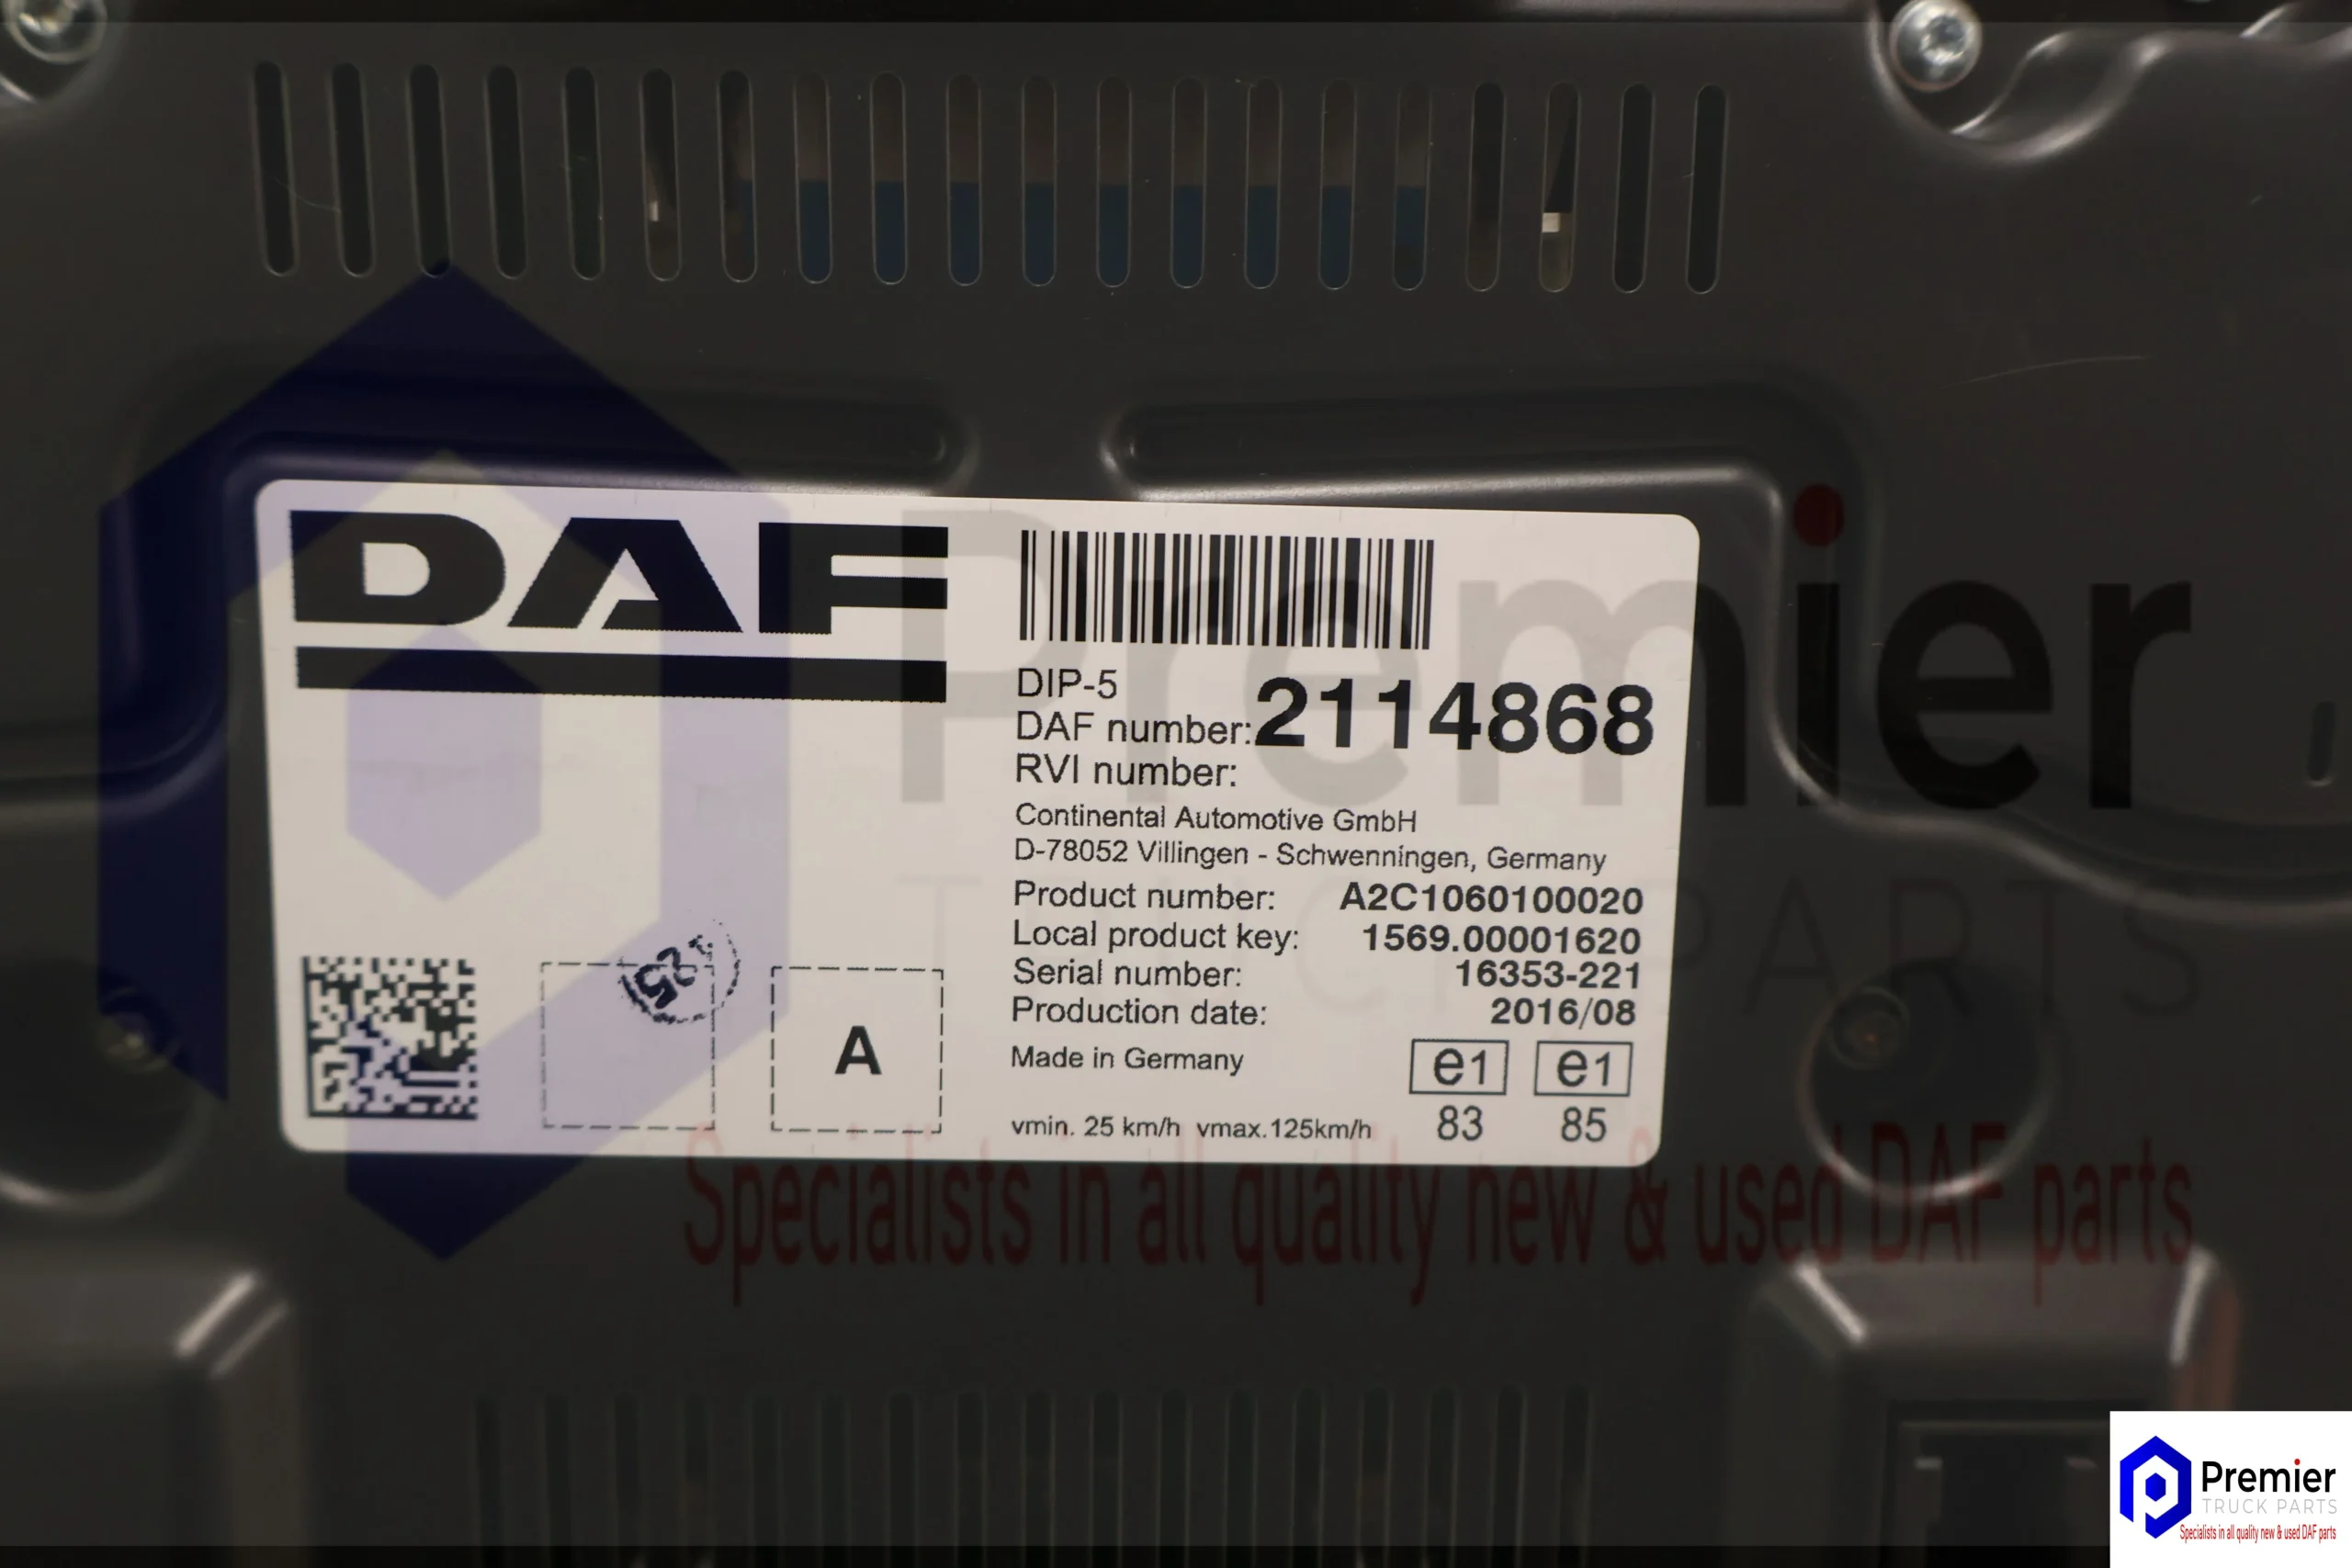 DAF
DIP-5
DAF number: 2114868
RVI number:
Continental Automotive GmbH
D-78052 Villingen - Schwenningen, Germany
Product number: A2C1060100020
Local product key: 1569.00001620
Serial number: 16353-221
Production date: 2016/08
Made in Germany
e1 e1
83 85
vmin. 25 km/h vmax.125km/h
A
Premier
TRUCK PARTS
Specialists in all quality new & used DAF parts
Premier
TRUCK PARTS
Specialists in all quality new & used DAF parts